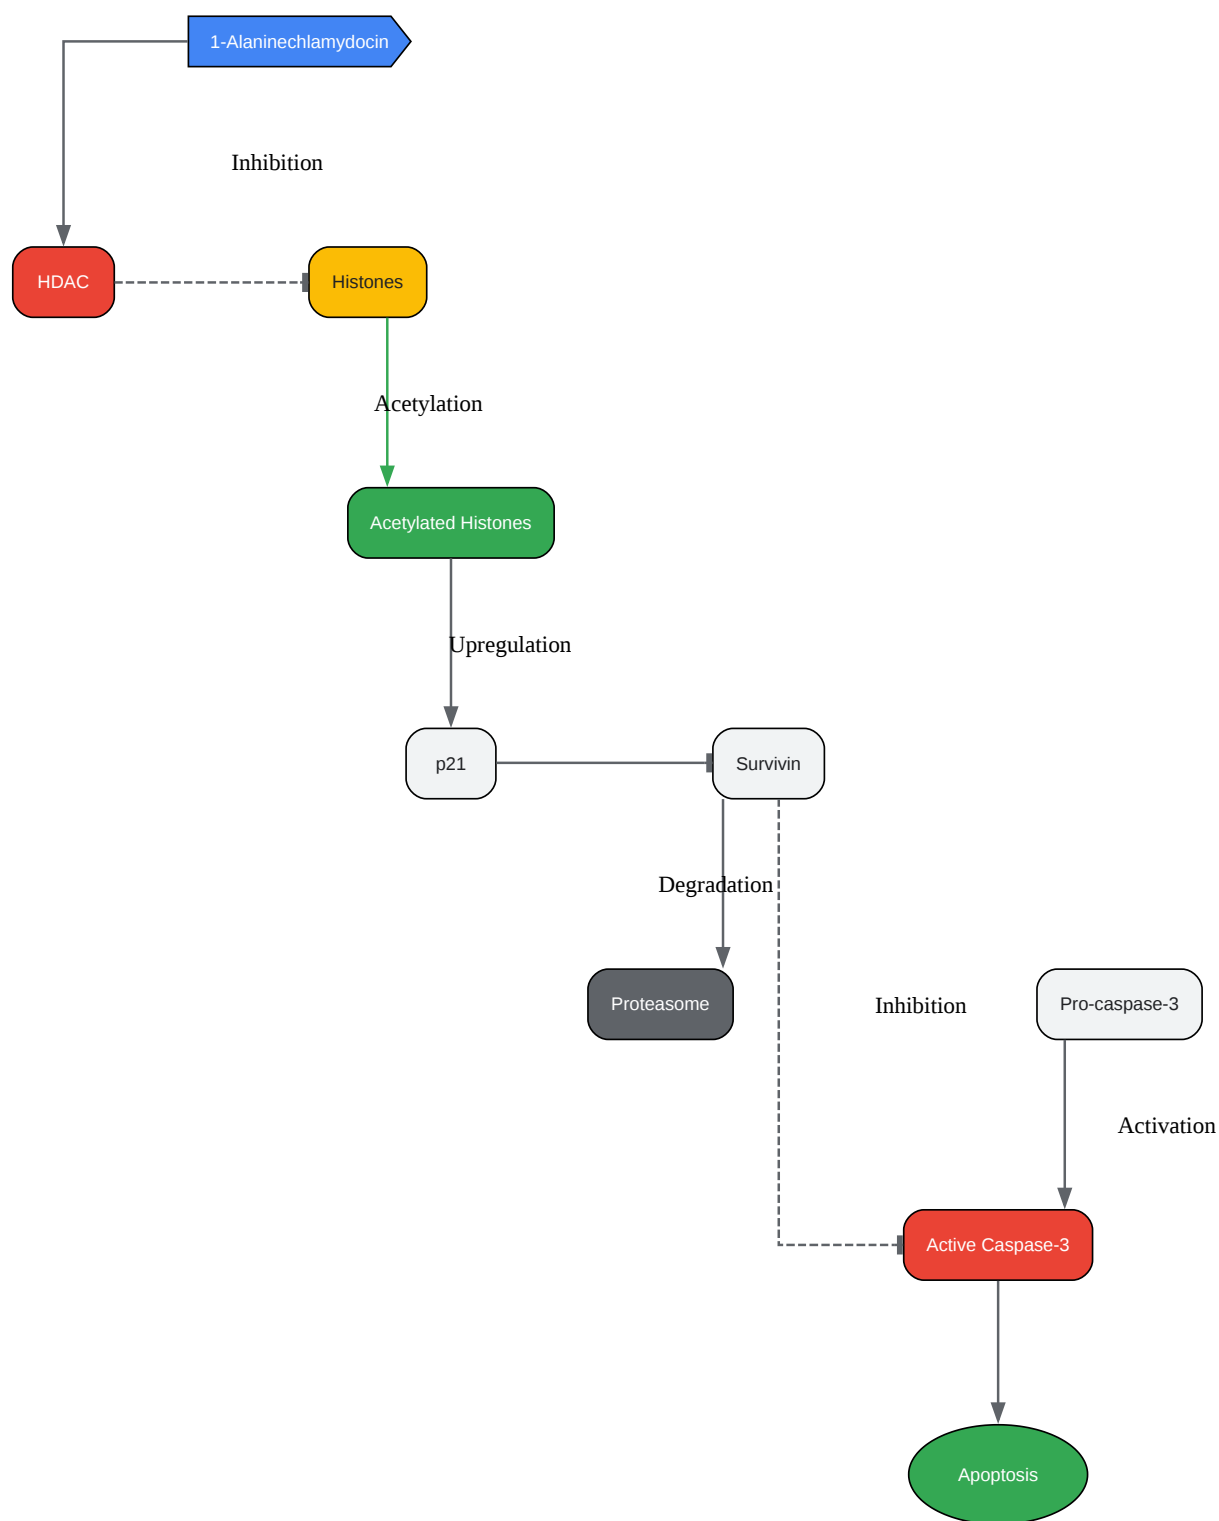 1-Alaninechlamydocin
Inhibition
HDAC
Histones
Acetylation
Acetylated Histones
Upregulation
p21
Survivin
Degradation
Proteasome
Inhibition
Pro-caspase-3
Activation
Active Caspase-3
Apoptosis